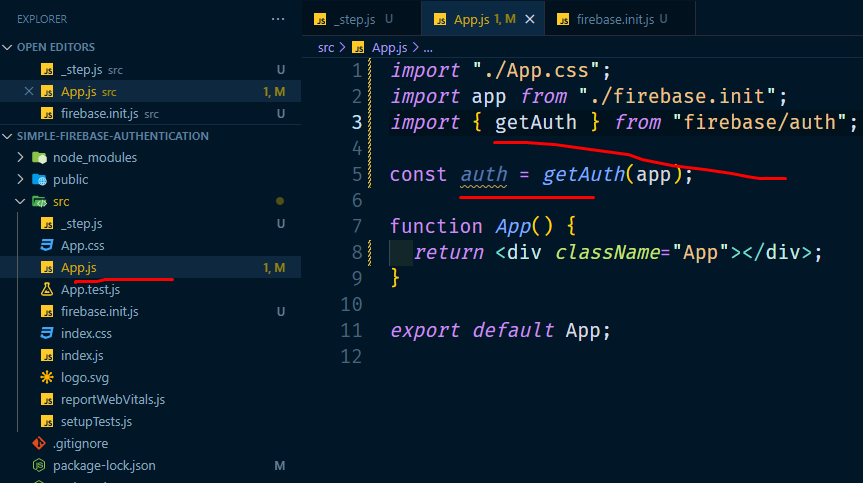 EXPLORER ...
OPEN EDITORS
_step.js src U
App.js src 1, M
firebase.init.js U
SIMPLE-FIREBASE-AUTHENTICATION
node_modules
public
src
_step.js U
App.css
App.js 1, M
App.test.js
firebase.init.js U
index.css
index.js
logo.svg
reportWebVitals.js
setupTests.js
.gitignore
package-lock.json M
_step.js U
App.js 1, M
firebase.init.js U
src > App.js > ...
1 import "./App.css";
2 import app from "./firebase.init";
3 import { getAuth } from "firebase/auth";
4
5 const auth = getAuth(app);
6
7 function App() {
8 return <div className="App"></div>;
9 }
10
11 export default App;
12